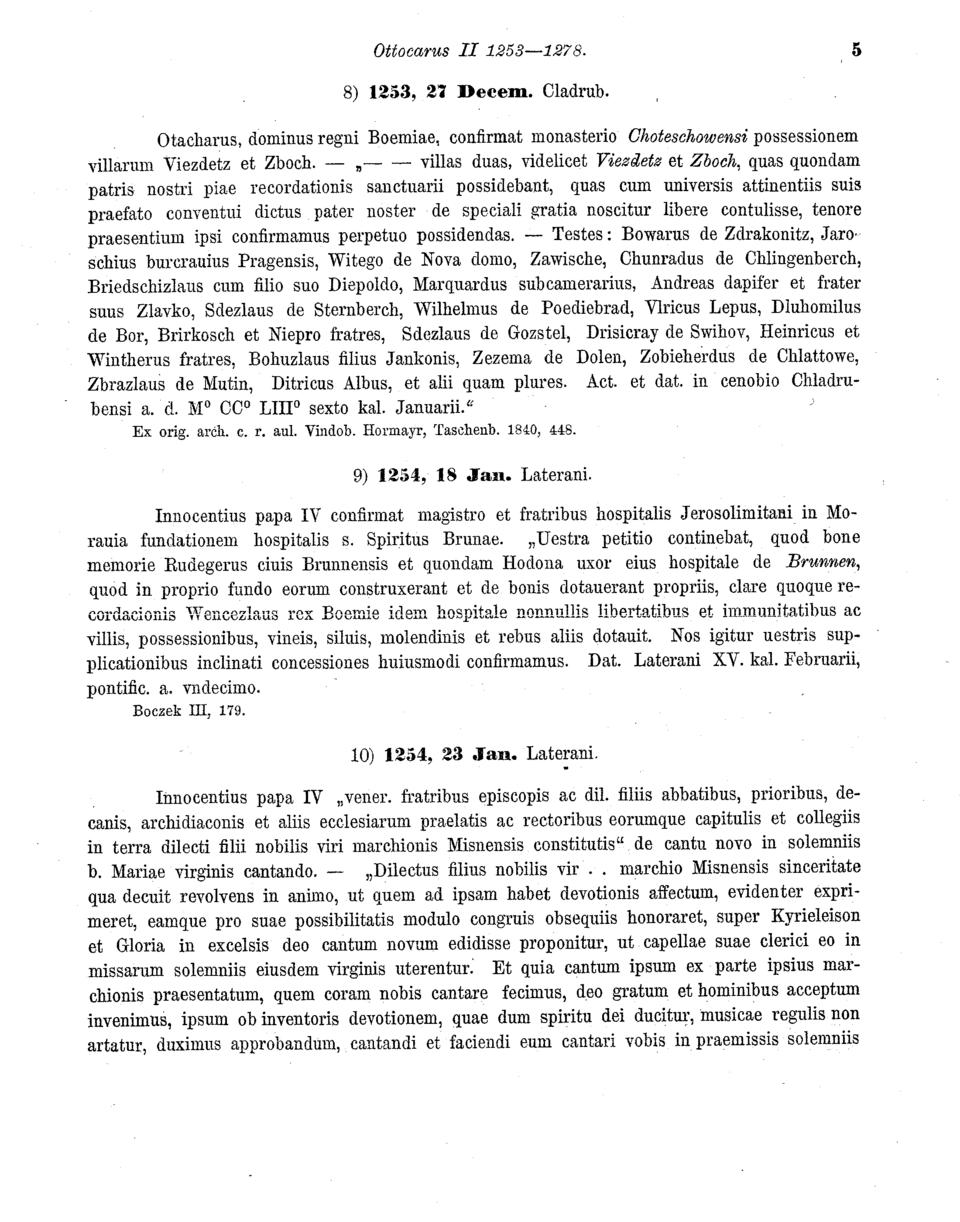 Ottocarus II 1253—1278. 5
8) 1253, 27 Decem. Cladrub.
Otacharus, dominus regni Boemiae, confirmat monasterio Choteschowensi possessionem
villarum Viezdetz et Zboch. — „— — villas duas, videlicet Viezdetz et Zboch, quas quondam
patris nostri piae recordationis sanctuarii possidebant, quas cum universis attinentiis suis
praefato conventui dictus pater noster de speciali gratia noscitur libere contulisse, tenore
praesentium ipsi confirmamus perpetuo possidendas. — Testes: Bowarus de Zdrakonitz, Jaro-
schius burcrauius Pragensis, Witego de Nova domo, Zawische, Chunradus de Chlingenberch,
Briedschizlaus cum filio suo Diepoldo, Marquardus subcamerarius, Andreas dapifer et frater
suus Zlavko, Sdezlaus de Sternberch, Wilhelmus de Poediebrad, Vlricus Lepus, Dluhomilus
de Bor, Brirkosch et Niepro fratres, Sdezlaus de Gozstel, Drisicray de Swihov, Heinricus et
Wintherus fratres, Bohuzlaus filius Jankonis, Zezema de Dolen, Zobieherdus de Chlattowe,
Zbrazlaus de Mutin, Ditricus Albus, et alii quam plures. Act. et dat. in cenobio Chladru-
bensi a. d. M⁰ CC⁰ LIII⁰ sexto kal. Januarii.“
Ex orig. arch. c. r. aul. Vindob. Hormayr, Taschenb. 1840, 448.
9) 1254, 18 Jan. Laterani.
Innocentius papa IV confirmat magistro et fratribus hospitalis Jerosolimitani in Mo-
rauia fundationem hospitalis s. Spiritus Brunae. „Uestra petitio continebat, quod bone
memorie Rudegerus ciuis Brunnensis et quondam Hodona uxor eius hospitale de Brunnen,
quod in proprio fundo eorum construxerant et de bonis dotauerant propriis, clare quoque re-
cordacionis Wencezlaus rex Boemie idem hospitale nonnullis libertatibus et immunitatibus ac
villis, possessionibus, vineis, siluis, molendinis et rebus aliis dotauit. Nos igitur uestris sup-
plicationibus inclinati concessiones huiusmodi confirmamus. Dat. Laterani XV. kal. Februarii,
pontific. a. vndecimo.
Boczek III, 179.
10) 1254, 23 Jan. Laterani.
Innocentius papa IV „vener. fratribus episcopis ac dil. filiis abbatibus, prioribus, de-
canis, archidiaconis et aliis ecclesiarum praelatis ac rectoribus eorumque capitulis et collegiis
in terra dilecti filii nobilis viri marchionis Misnensis constitutis“ de cantu novo in solemniis
b. Mariae virginis cantando. — „Dilectus filius nobilis vir . . marchio Misnensis sinceritate
qua decuit revolvens in animo, ut quem ad ipsam habet devotionis affectum, evidenter expri-
meret, eamque pro suae possibilitatis modulo congruis obsequiis honoraret, super Kyrieleison
et Gloria in excelsis deo cantum novum edidisse proponitur, ut capellae suae clerici eo in
missarum solemniis eiusdem virginis uterentur. Et quia cantum ipsum ex parte ipsius mar-
chionis praesentatum, quem coram nobis cantare fecimus, deo gratum et hominibus acceptum
invenimus, ipsum ob inventoris devotionem, quae dum spiritu dei ducitur, musicae regulis non
artatur, duximus approbandum, cantandi et faciendi eum cantari vobis in praemissis solemniis